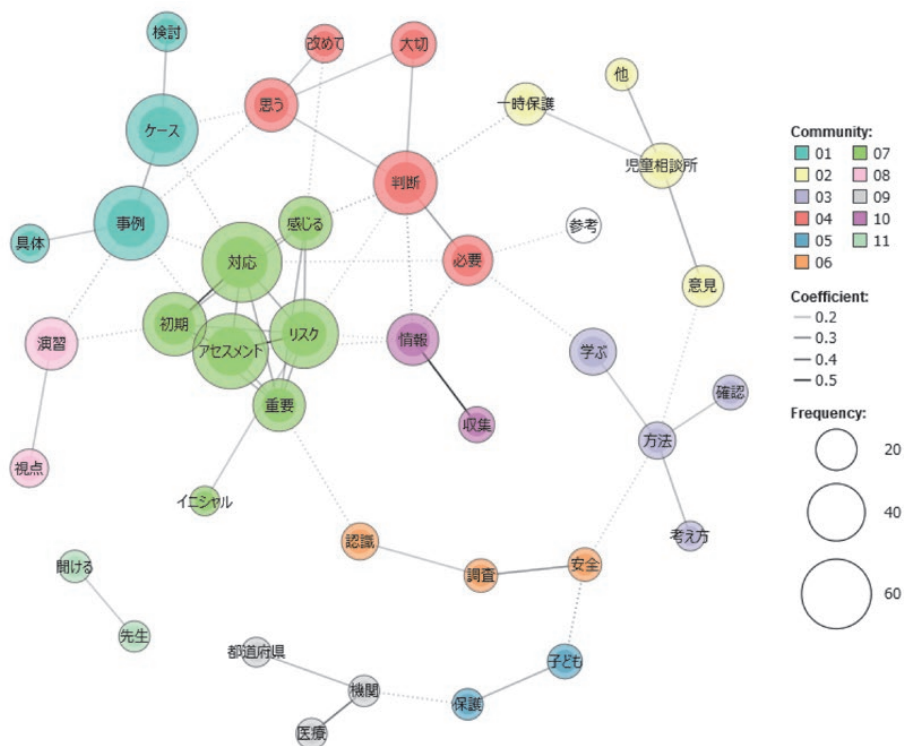 検討
改めて
大切
他
思う
一時保護
ケース
児童相談所
判断
事例
感じる
参考
具体
対応
必要
意見
初期
リスク
演習
アセスメント
情報
学ぶ
確認
重要
収集
方法
視点
イニシャル
考え方
認識
調査
安全
聞ける
先生
都道府県
子ども
機関
保護
医療
Community:
01 07
02 08
03 09
04 10
05 11
06
Coefficient:
0.2
0.3
0.4
0.5
Frequency:
20
40
60